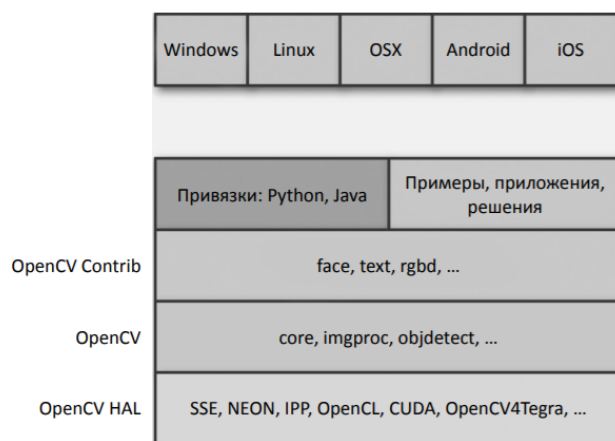 Windows Linux OSX Android iOS
Привязки: Python, Java
Примеры, приложения,
решения
OpenCV Contrib face, text, rgbd, ...
OpenCV core, imgproc, objdetect, ...
OpenCV HAL SSE, NEON, IPP, OpenCL, CUDA, OpenCV4Tegra, ...